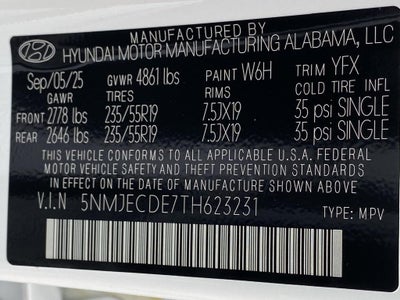 MANUFACTURED BY
HYUNDAI MOTOR MANUFACTURING ALABAMA, LLC
Sep/05/25 GVWR 4861 lbs PAINT W6H TRIM YFX
GAWR TIRES RIMS COLD TIRE INFL
FRONT 2778 lbs 235/55R19 7.5JX19 35 psi SINGLE
REAR 2646 lbs 235/55R19 7.5JX19 35 psi SINGLE
THIS VEHICLE CONFORMS TO ALL APPLICABLE U.S.A. FEDERAL
MOTOR VEHICLE SAFETY AND THEFT PREVENTION STANDARDS
IN EFFECT ON THE DATE OF MANUFACTURE SHOWN ABOVE.
V.I.N 5NMJECDE7TH623231 TYPE: MPV